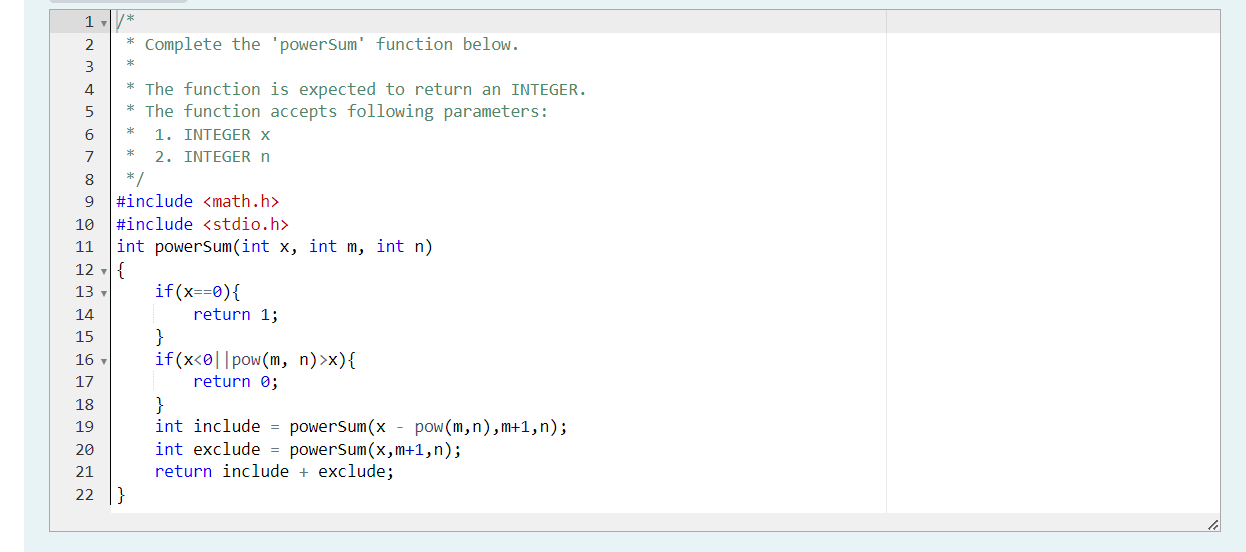 1 /*
2 * Complete the 'powerSum' function below.
3 *
4 * The function is expected to return an INTEGER.
5 * The function accepts following parameters:
6 *  1. INTEGER x
7 *  2. INTEGER n
8 */
9 #include <math.h>
10 #include <stdio.h>
11 int powerSum(int x, int m, int n)
12 {
13     if(x==0){
14         return 1;
15     }
16     if(x<0||pow(m, n)>x){
17         return 0;
18     }
19     int include = powerSum(x - pow(m,n),m+1,n);
20     int exclude = powerSum(x,m+1,n);
21     return include + exclude;
22 }